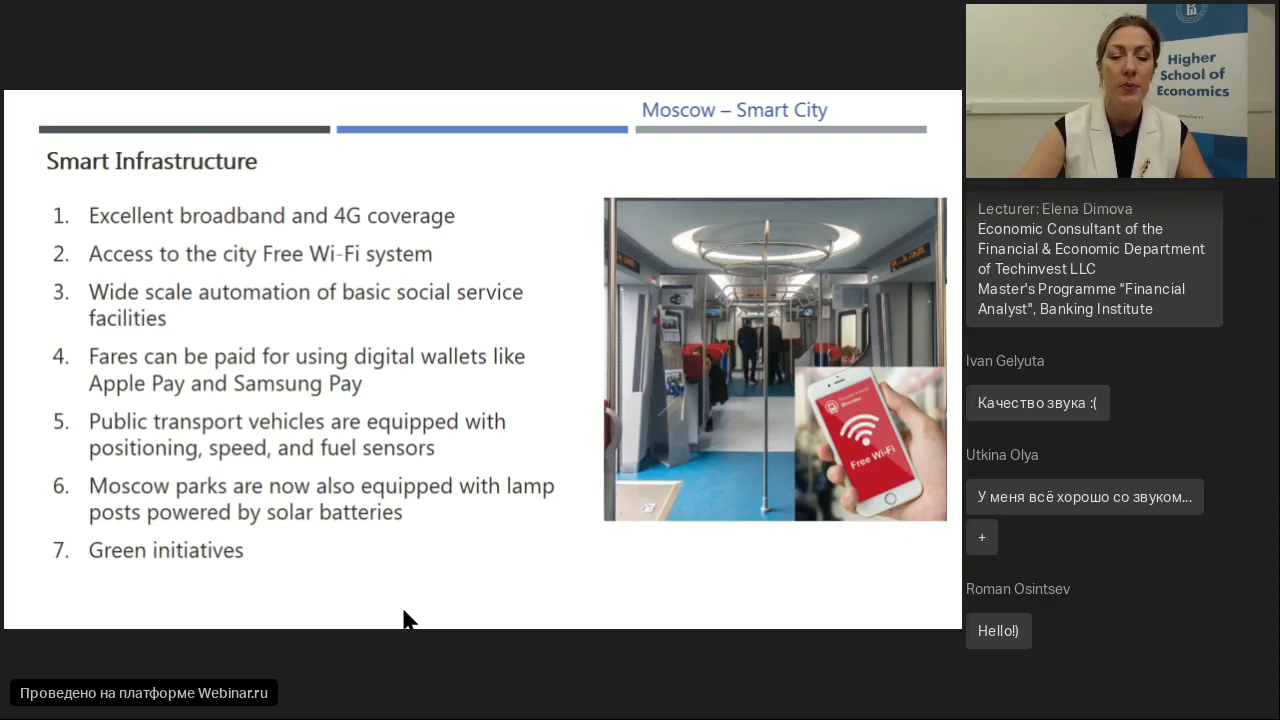 Moscow – Smart City
Smart Infrastructure
1. Excellent broadband and 4G coverage
2. Access to the city Free Wi-Fi system
3. Wide scale automation of basic social service
facilities
4. Fares can be paid for using digital wallets like
Apple Pay and Samsung Pay
5. Public transport vehicles are equipped with
positioning, speed, and fuel sensors
6. Moscow parks are now also equipped with lamp
posts powered by solar batteries
7. Green initiatives
Free Wi-Fi
Higher
School of
Economics
Lecturer: Elena Dimova
Economic Consultant of the
Financial & Economic Department
of Techinvest LLC
Master's Programme "Financial
Analyst", Banking Institute
Ivan Gelyuta
Качество звука :(
Utkina Olya
У меня всё хорошо со звуком...
+
Roman Osintsev
Hello!)
Проведено на платформе Webinar.ru